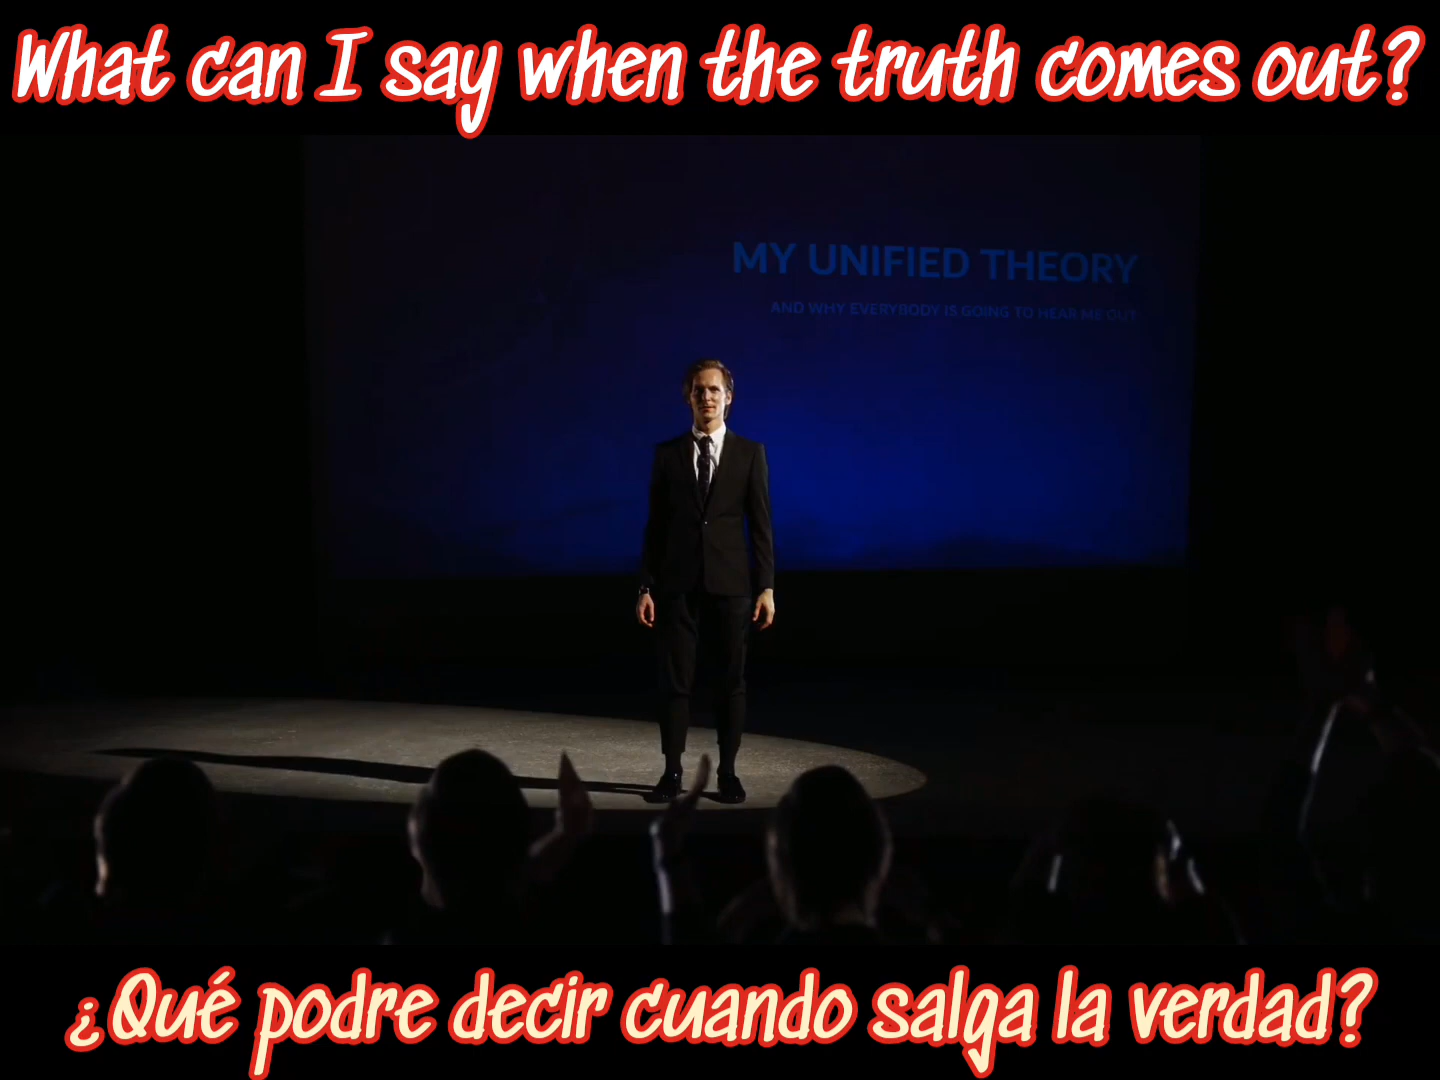 What can I say when the truth comes out?
MY UNIFIED THEORY
AND WHY EVERYBODY IS GOING TO HEAR ME OUT
¿Qué podre decir cuando salga la verdad?